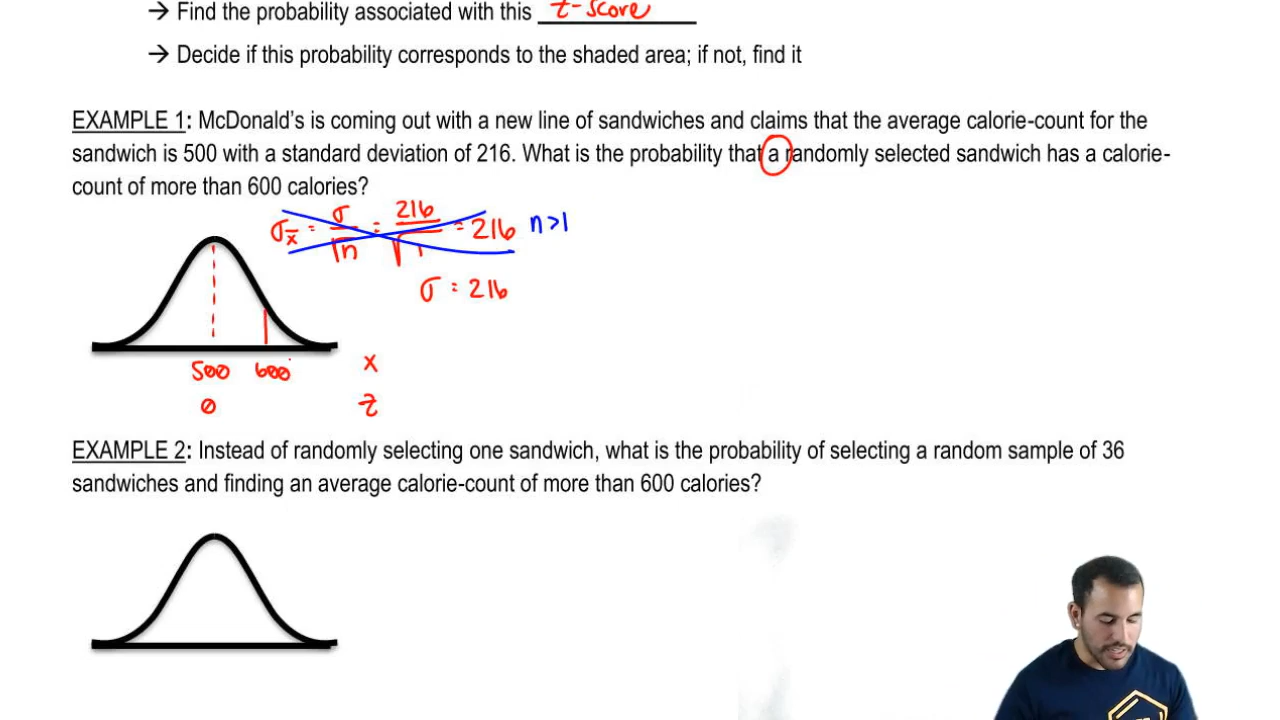 → Find the probability associated with this z-score
→ Decide if this probability corresponds to the shaded area; if not, find it
EXAMPLE 1: McDonald's is coming out with a new line of sandwiches and claims that the average calorie-count for the
sandwich is 500 with a standard deviation of 216. What is the probability that a randomly selected sandwich has a calorie-
count of more than 600 calories?
σx̄ = σ/√n = 216/√1 = 216 n>1
σ = 216
500 600 x
0 z
EXAMPLE 2: Instead of randomly selecting one sandwich, what is the probability of selecting a random sample of 36
sandwiches and finding an average calorie-count of more than 600 calories?